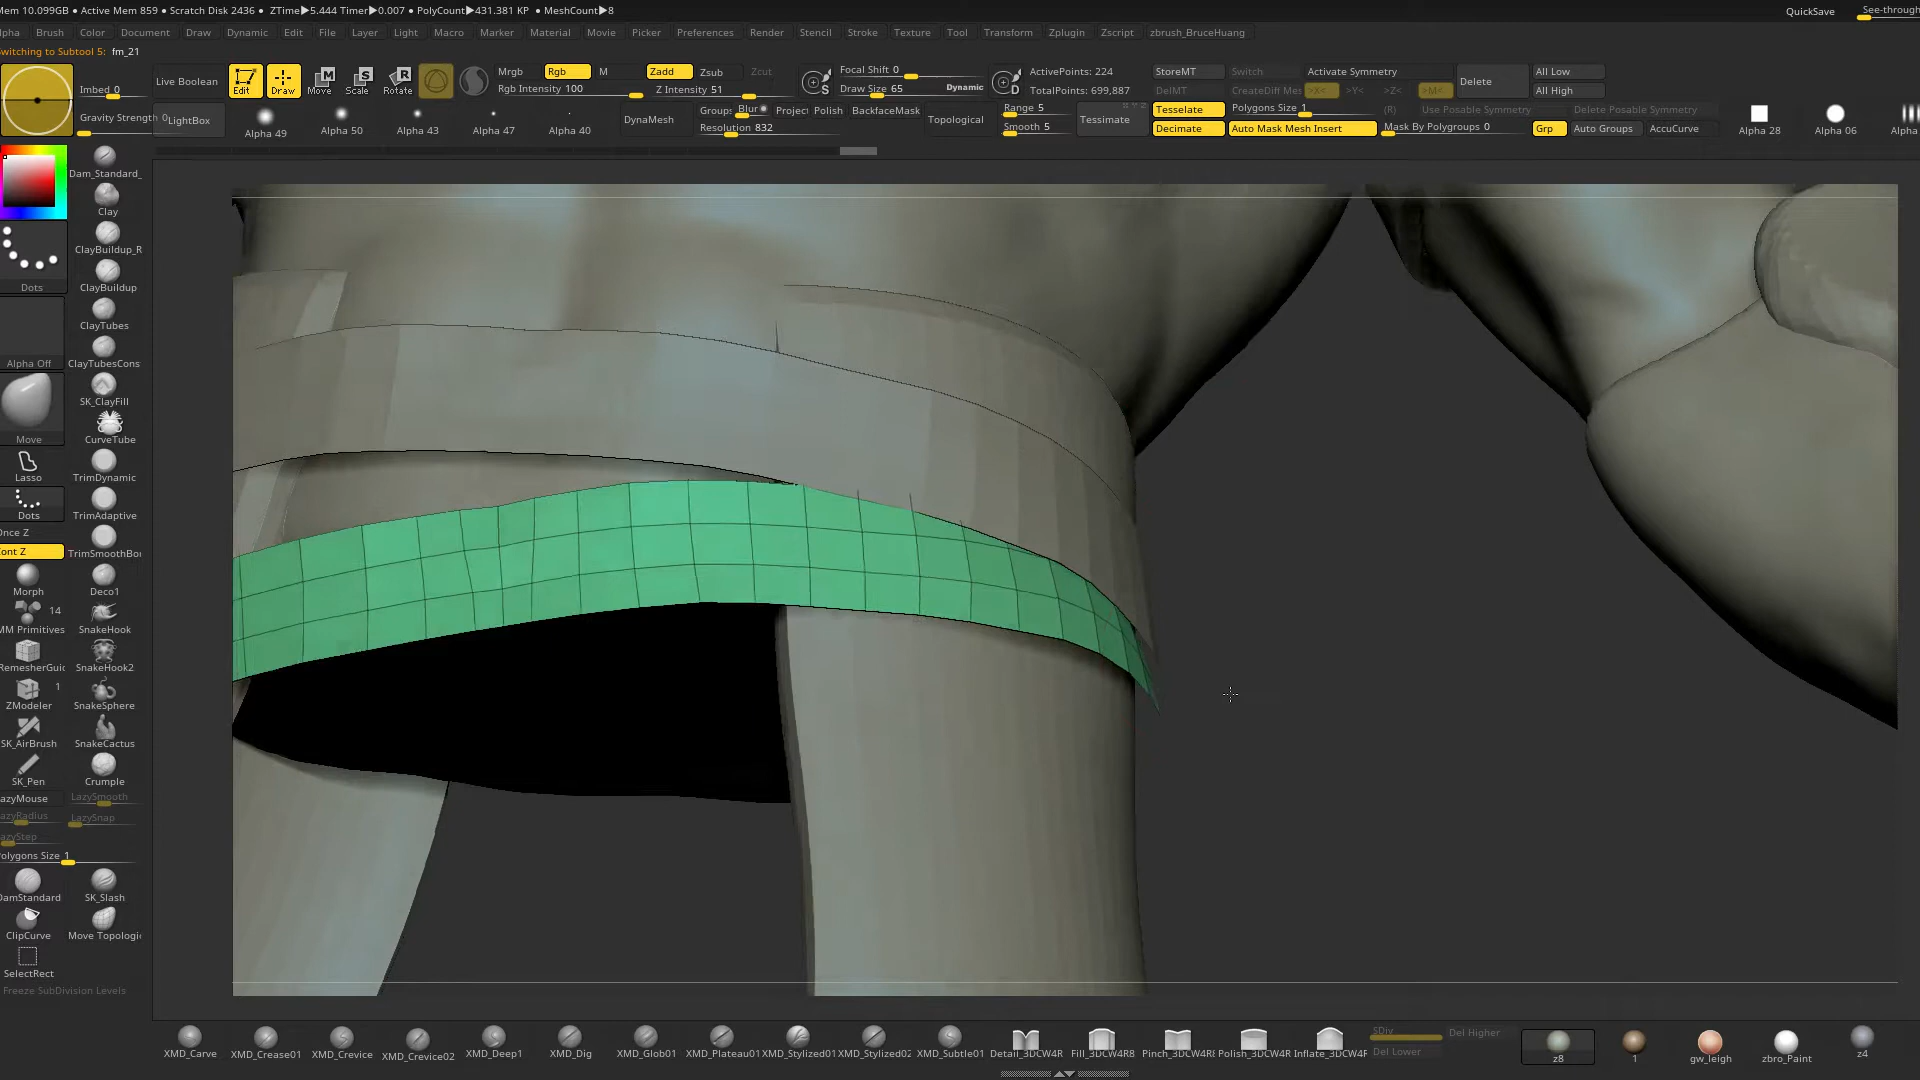 Mem 10.099GB • Active Mem 859 • Scratch Disk 2436 • ZTime▶5.444 Timer▶0.007 • PolyCount▶431.381 KP • MeshCount▶8
QuickSave See-through
lpha Brush Color Document Draw Dynamic Edit File Layer Light Macro Marker Material Movie Picker Preferences Render Stencil Stroke Texture Tool Transform Zplugin Zscript zbrush_BruceHuang
witching to Subtool 5: fm_21
Imbed 0
Gravity Strength 0
Live Boolean
LightBox
Edit Draw Move Scale Rotate
Mrgb Rgb M Zadd Zsub Zcut
Rgb Intensity 100 Z Intensity 51
Focal Shift 0
Draw Size 65 Dynamic
ActivePoints: 224
TotalPoints: 699,887
StoreMT Switch Activate Symmetry Delete All Low
DelMT CreateDiff Mes >X< >Y< >Z< >M< All High
Alpha 49 Alpha 50 Alpha 43 Alpha 47 Alpha 40
DynaMesh Groups Blur Project Polish BackfaceMask
Resolution 832
Topological
Range 5
Smooth 5
Tessimate
Tesselate Polygons Size 1 (R) Use Posable Symmetry Delete Posable Symmetry
Decimate Auto Mask Mesh Insert Mask By Polygroups 0 Grp Auto Groups AccuCurve
Alpha 28 Alpha 06 Alpha
Dam_Standard_
Clay
ClayBuildup_R
Dots ClayBuildup
ClayTubes
Alpha Off ClayTubesCons
SK_ClayFill
Move CurveTube
Lasso TrimDynamic
Dots TrimAdaptive
Once Z
ont Z TrimSmoothBor
Morph Deco1
14
MM Primitives SnakeHook
RemesherGuid SnakeHook2
1
ZModeler SnakeSphere
SK_AirBrush SnakeCactus
SK_Pen Crumple
azyMouse LazySmooth
azyRadius LazySnap
azyStep
olygons Size 1
DamStandard SK_Slash
ClipCurve Move Topologic
SelectRect
Freeze SubDivision Levels
XMD_Carve XMD_Crease01 XMD_Crevice XMD_Crevice02 XMD_Deep1 XMD_Dig XMD_Glob01 XMD_Plateau01 XMD_Stylized01 XMD_Stylized02 XMD_Subtle01 Detail_3DCW4R Fill_3DCW4R8 Pinch_3DCW4R8 Polish_3DCW4R Inflate_3DCW4R
SDiv Del Higher
Del Lower
z8 1 gw_leigh zbro_Paint z4